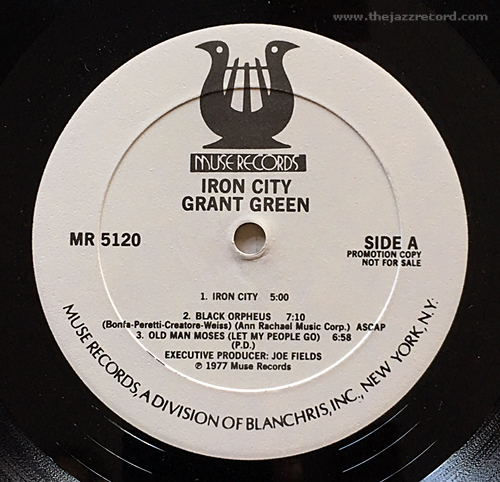 www.thejazzrecord.com
MUSE RECORDS
IRON CITY
GRANT GREEN
MR 5120
SIDE A
PROMOTION COPY
NOT FOR SALE
1. IRON CITY 5:00
2. BLACK ORPHEUS 7:10
(Bonfa-Peretti-Creatore-Weiss) (Ann Rachael Music Corp.) ASCAP
3. OLD MAN MOSES (LET MY PEOPLE GO) 6:58
(P.D.)
EXECUTIVE PRODUCER: JOE FIELDS
℗ 1977 Muse Records
MUSE RECORDS, A DIVISION OF BLANCHRIS, INC., NEW YORK, N.Y.